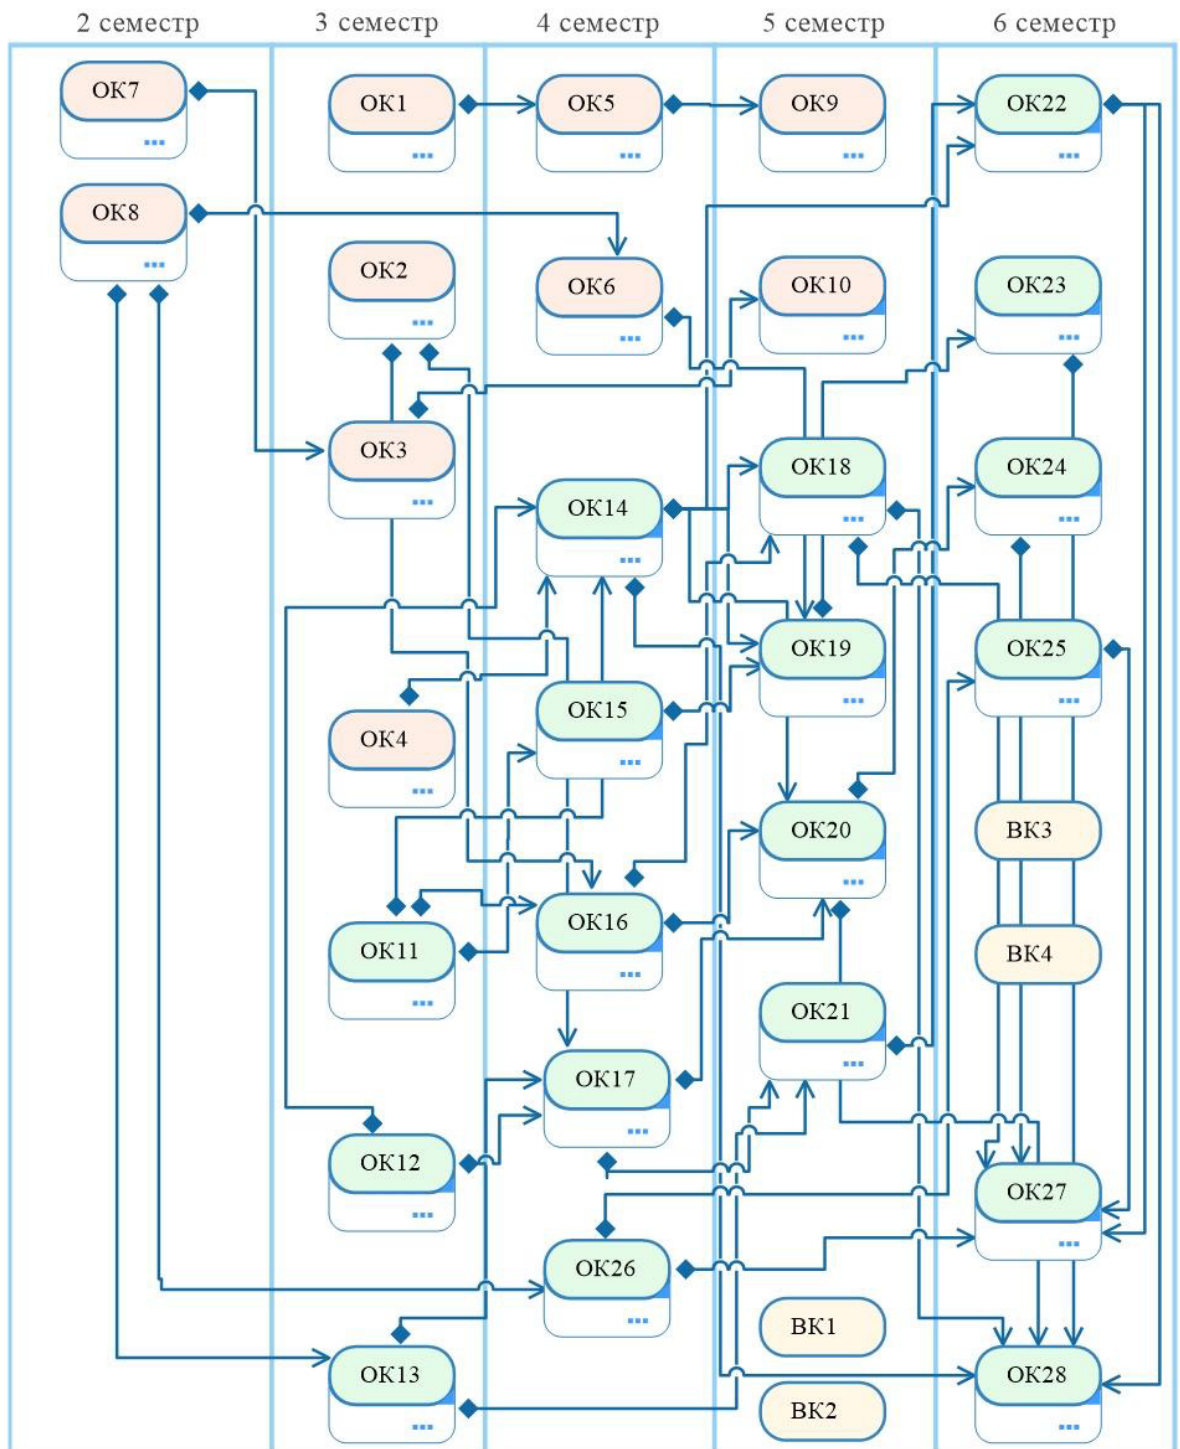 2 семестр 3 семестр 4 семестр 5 семестр 6 семестр
ОК7 ОК1 ОК5 ОК9 ОК22
ОК8
ОК2 ОК6 ОК10 ОК23
ОК3 ОК18 ОК24
ОК14
ОК19 ОК25
ОК4 ОК15
ОК20 ВК3
ОК11 ОК16 ВК4
ОК21
ОК17
ОК12 ОК27
ОК26
ВК1
ОК13 ОК28
ВК2